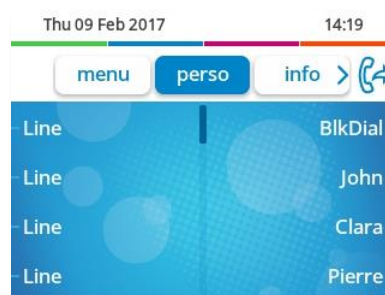 Thu 09 Feb 2017 14:19
menu perso info
Line BlkDial
Line John
Line Clara
Line Pierre